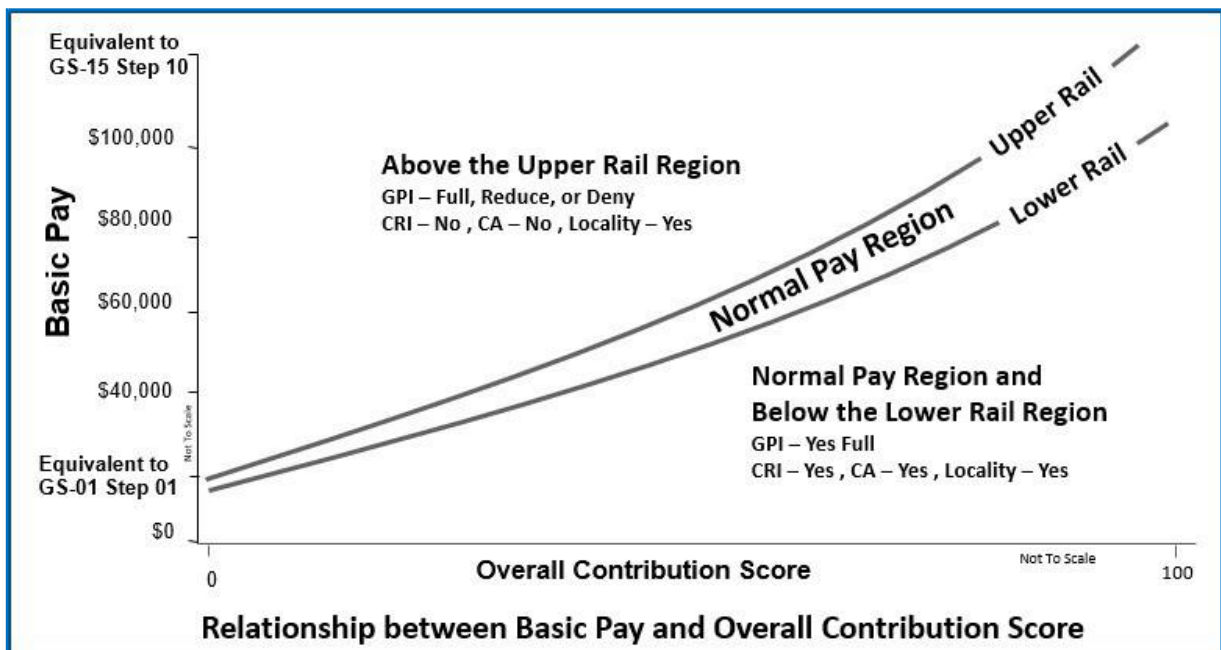 Equivalent to
GS-15 Step 10
$100,000
$80,000
$60,000
$40,000
Equivalent to
GS-01 Step 01
$0
Basic Pay
Not To Scale
Above the Upper Rail Region
GPI – Full, Reduce, or Deny
CRI – No , CA – No , Locality – Yes
Upper Rail
Normal Pay Region
Lower Rail
Normal Pay Region and
Below the Lower Rail Region
GPI – Yes Full
CRI – Yes , CA – Yes , Locality – Yes
0
Overall Contribution Score
Not To Scale
100
Relationship between Basic Pay and Overall Contribution Score